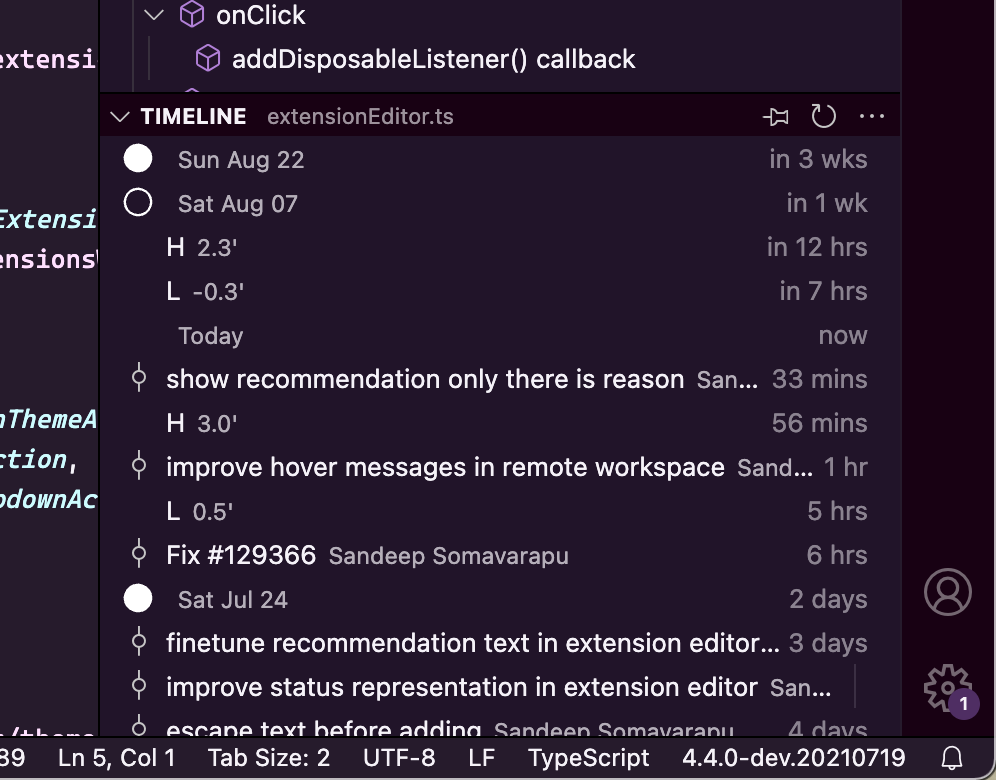 onClick
extensi
addDisposableListener() callback
TIMELINE extensionEditor.ts
Sun Aug 22 in 3 wks
Sat Aug 07 in 1 wk
Extensi
H 2.3' in 12 hrs
ensions
L -0.3' in 7 hrs
Today now
show recommendation only there is reason San... 33 mins
nThemeA
H 3.0' 56 mins
ction,
improve hover messages in remote workspace Sand... 1 hr
odownAc
L 0.5' 5 hrs
Fix #129366 Sandeep Somavarapu 6 hrs
Sat Jul 24 2 days
finetune recommendation text in extension editor... 3 days
improve status representation in extension editor San...
1
escape text before adding Sandeep Somavarapu 4 days
89 Ln 5, Col 1 Tab Size: 2 UTF-8 LF TypeScript 4.4.0-dev.20210719